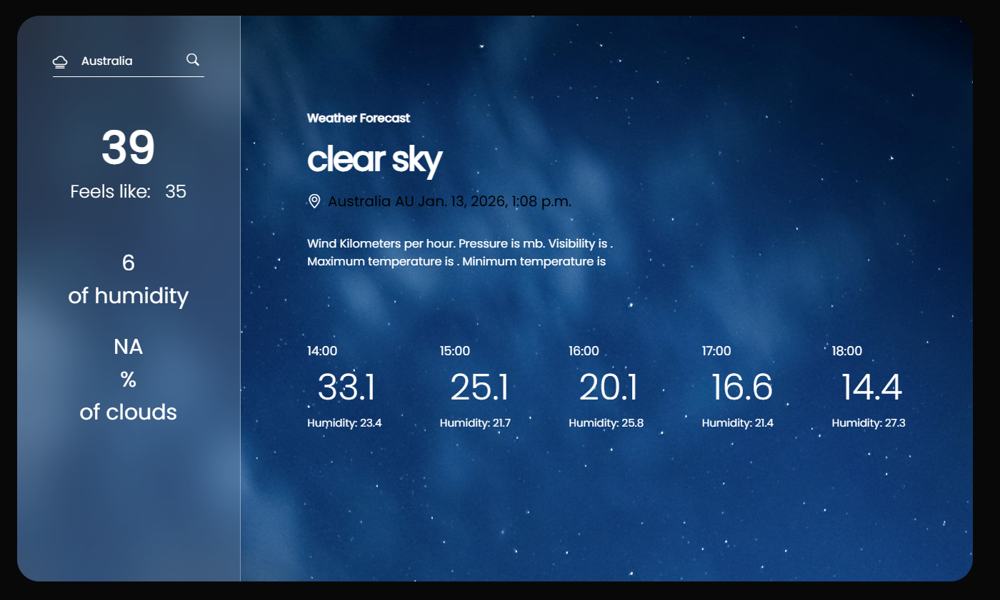 Australia
39
Feels like: 35
6
of humidity
NA
%
of clouds
Weather Forecast
clear sky
Australia AU Jan. 13, 2026, 1:08 p.m.
Wind Kilometers per hour. Pressure is mb. Visibility is .
Maximum temperature is . Minimum temperature is
14:00 15:00 16:00 17:00 18:00
33.1 25.1 20.1 16.6 14.4
Humidity: 23.4 Humidity: 21.7 Humidity: 25.8 Humidity: 21.4 Humidity: 27.3